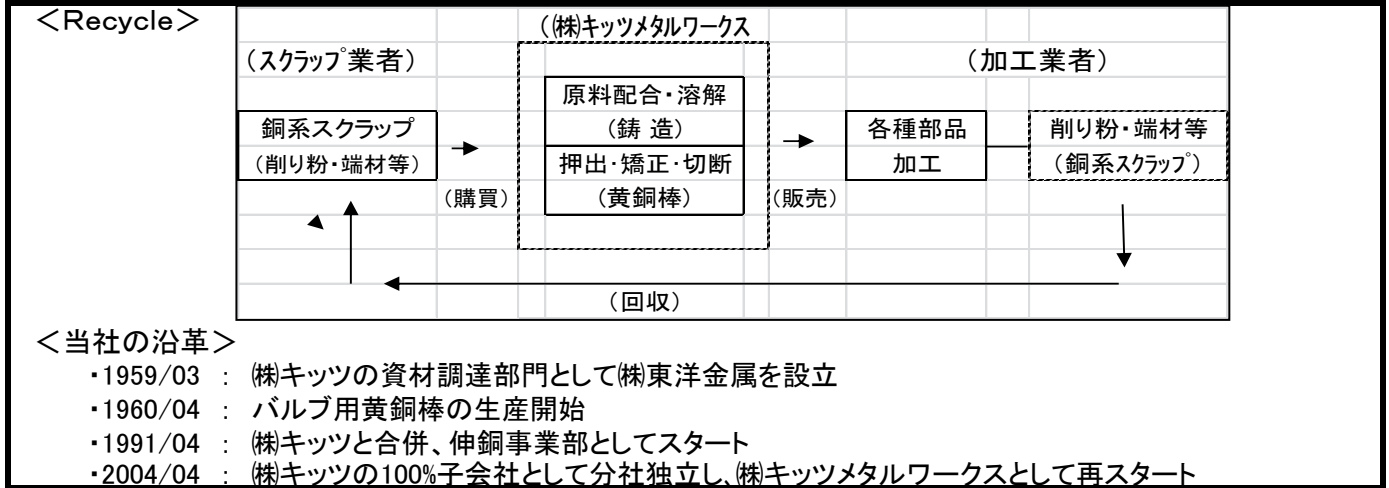 ＜Recycle＞
（㈱キッツメタルワークス
（スクラップ業者）
（加工業者）
原料配合・溶解
銅系スクラップ
（鋳 造）
各種部品
削り粉・端材等
（削り粉・端材等）
押出・矯正・切断
加工
（銅系スクラップ）
（購買）
（黄銅棒）
（販売）
（回収）
＜当社の沿革＞
・1959/03 ： ㈱キッツの資材調達部門として㈱東洋金属を設立
・1960/04 ： バルブ用黄銅棒の生産開始
・1991/04 ： ㈱キッツと合併、伸銅事業部としてスタート
・2004/04 ： ㈱キッツの100%子会社として分社独立し、㈱キッツメタルワークスとして再スタート